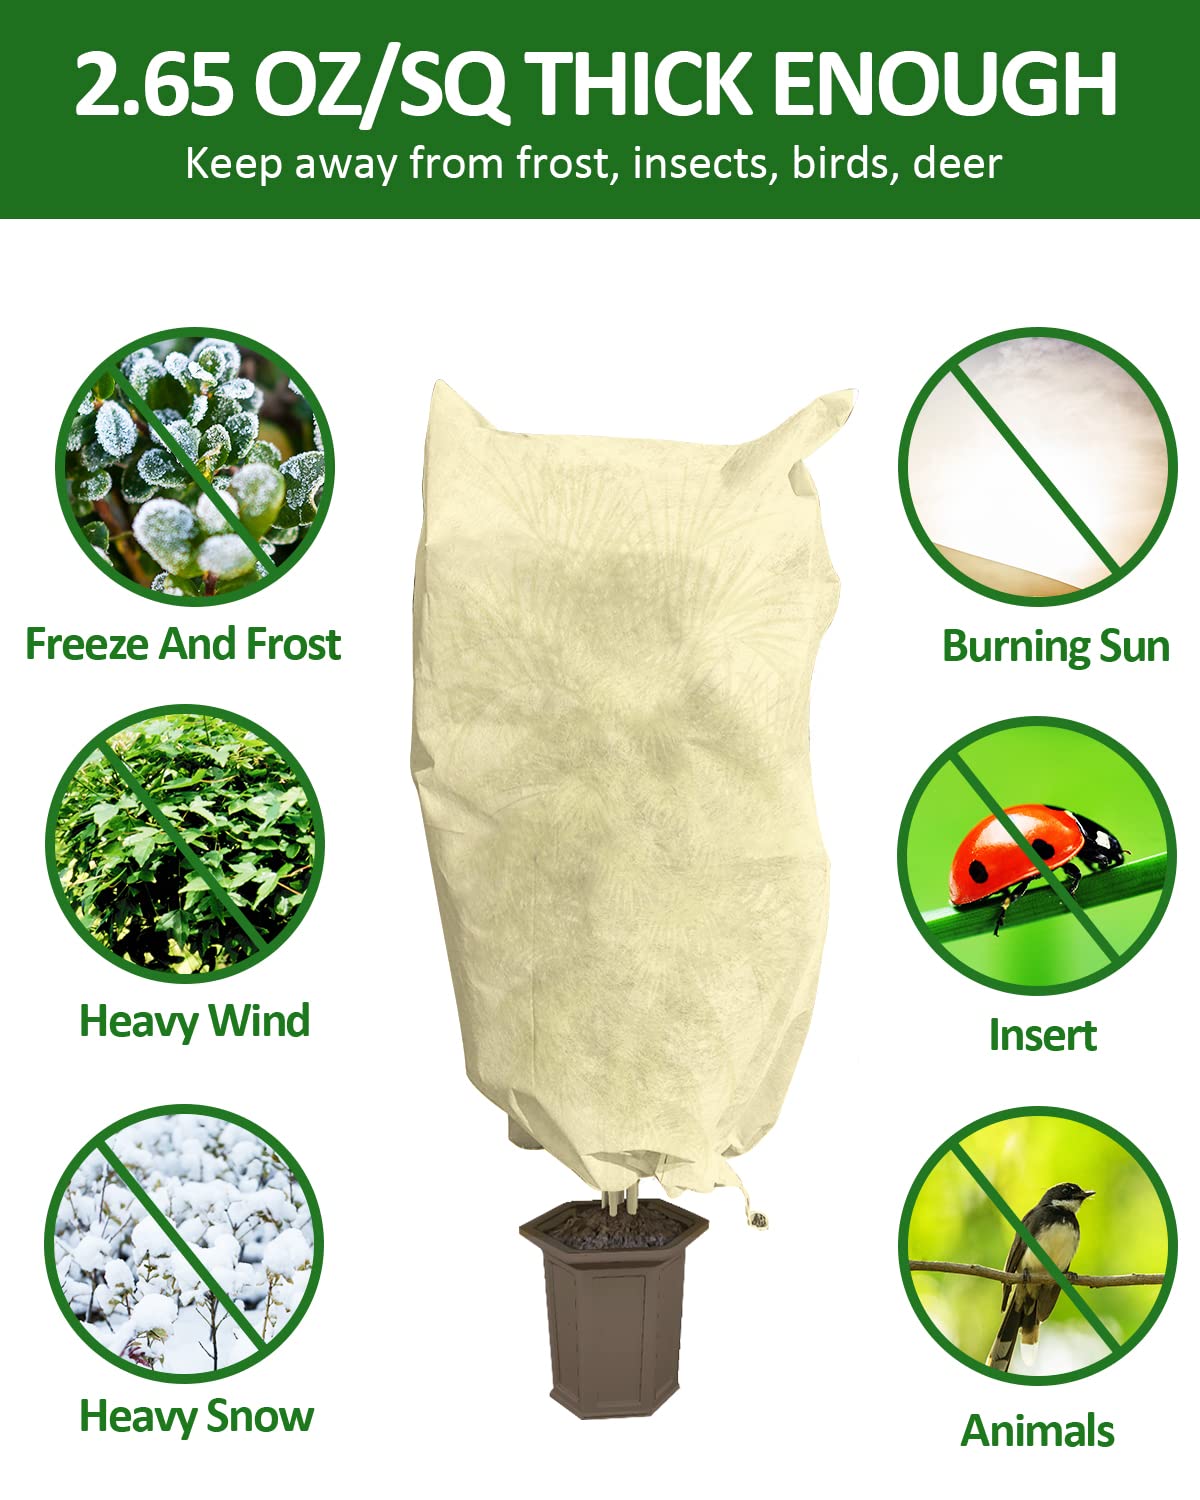 2.65 OZ/SQ THICK ENOUGH
Keep away from frost, insects, birds, deer
Freeze And Frost
Burning Sun
Heavy Wind
Insert
Heavy Snow
Animals